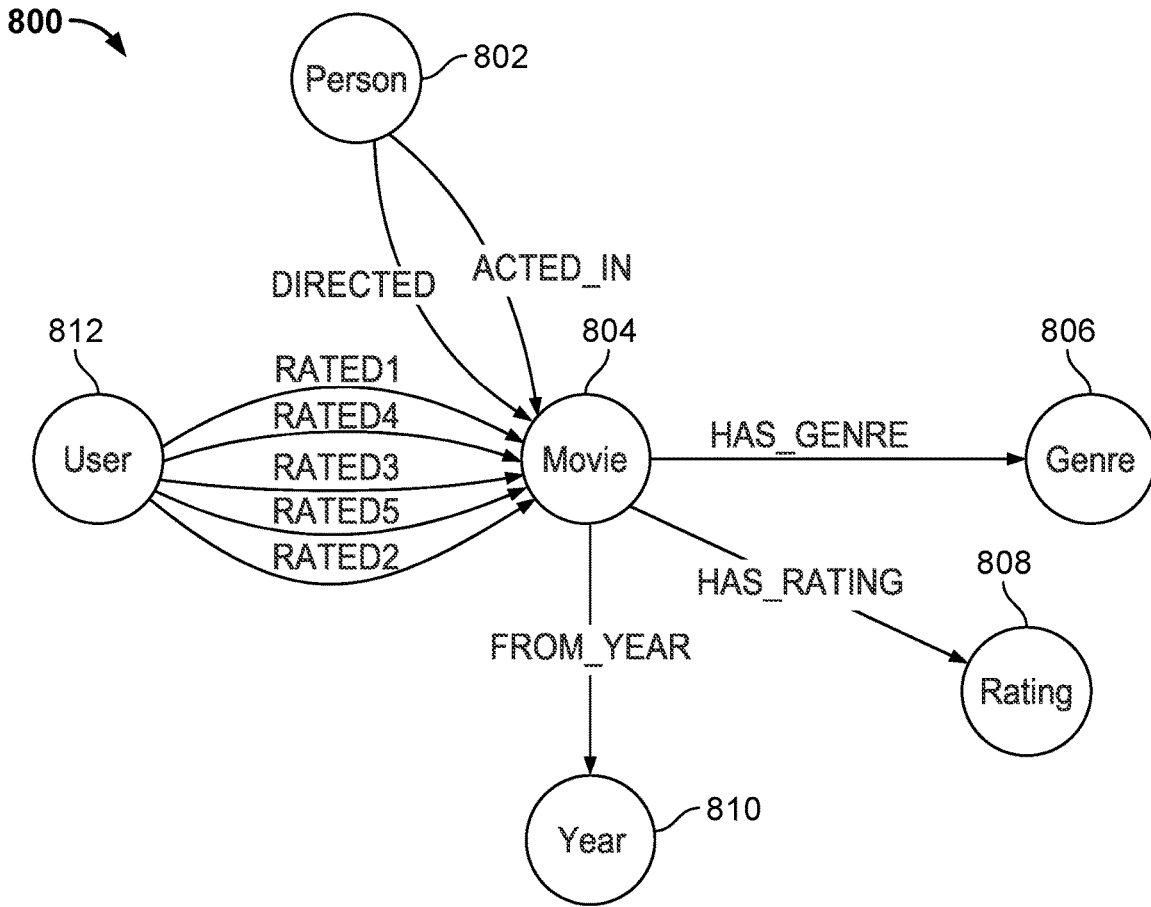 800
802
Person
DIRECTED
ACTED_IN
812
804
806
RATED1
RATED4
HAS_GENRE
User
RATED3
Movie
Genre
RATED5
RATED2
808
HAS_RATING
FROM_YEAR
Rating
810
Year